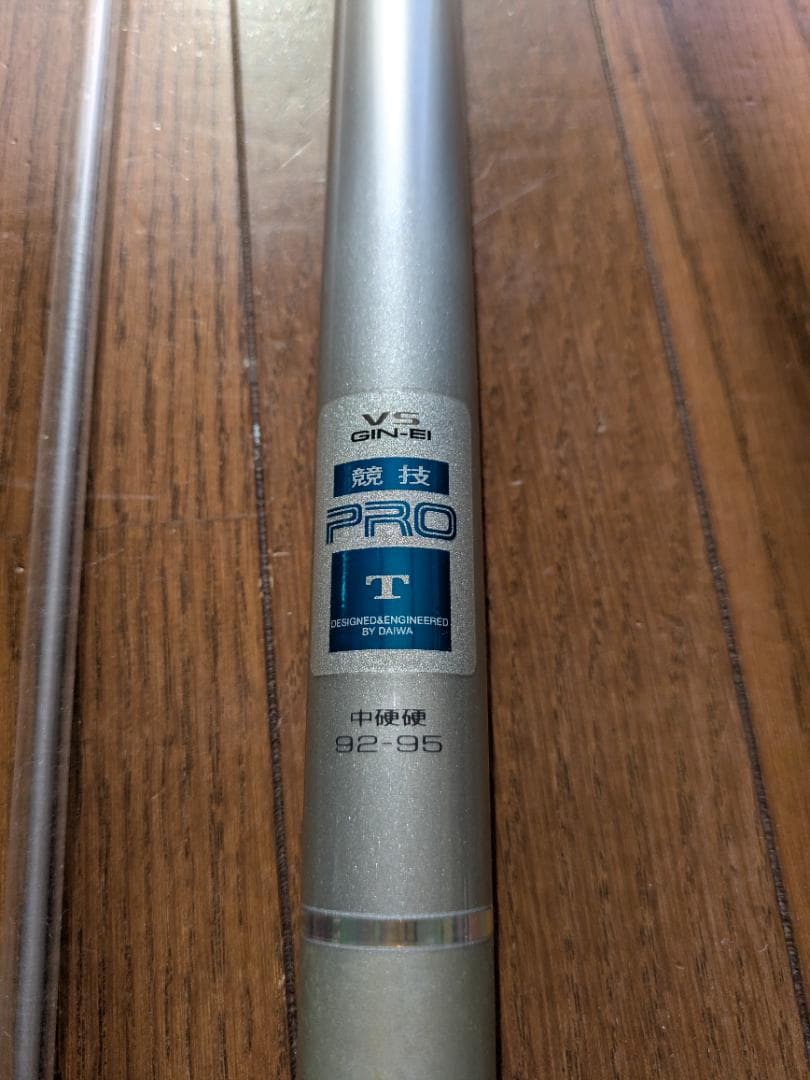 VS
GIN-EI
競技
PRO
T
DESIGNED&ENGINEERED
BY DAIWA
中硬硬
92-95